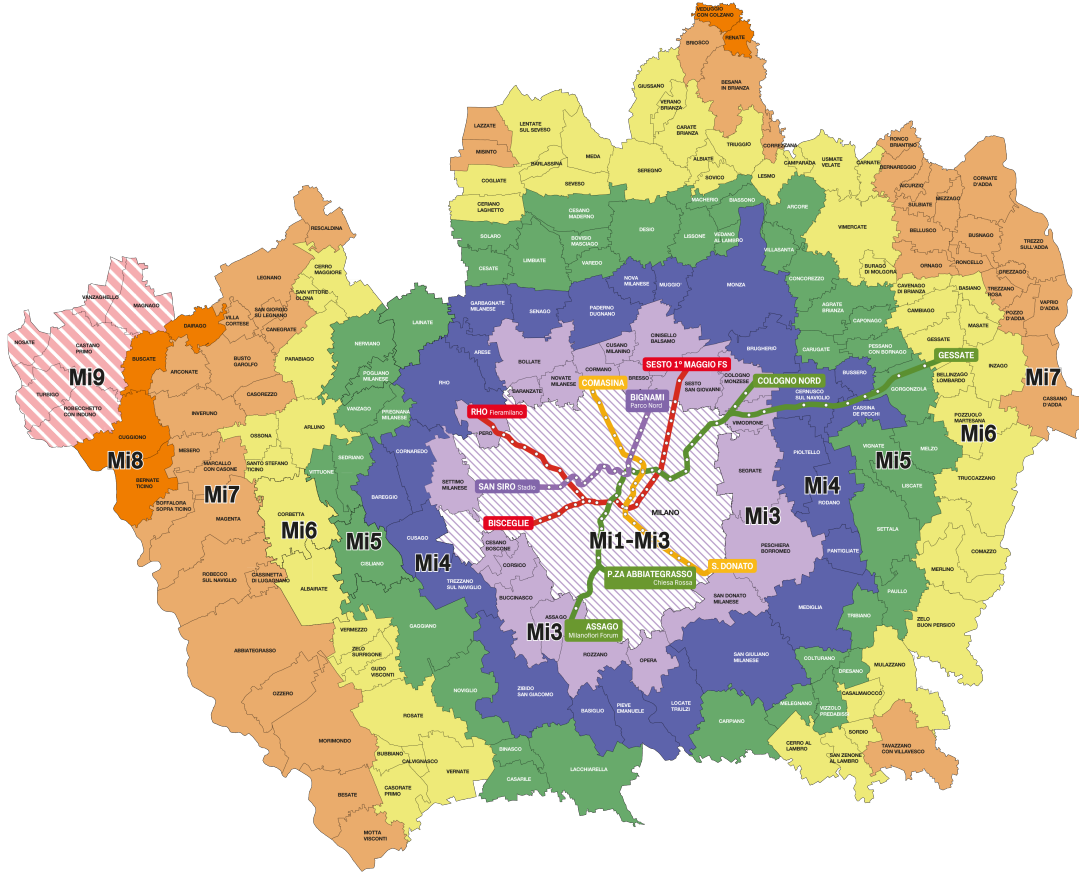 VEDUGGIO
CON COLZANO
RENATE
BRIOSCO
BESANA
IN BRIANZA
GIUSSANO
VERANO
BRIANZA
CARATE
BRIANZA
TRIUGGIO
CORREZZANA
LAZZATE
LENTATE
SUL SEVESO
MISINTO
BARLASSINA
MEDA
COGLIATE
SEVESO
SEREGNO
ALBIATE
SOVICO
LESMO
CAMPARADA
USMATE
VELATE
CARNATE
RONCO
BRIANTINO
BERNAREGGIO
AICURZIO
SULBIATE
MEZZAGO
CORNATE
D'ADDA
CERIANO
LAGHETTO
CESANO
MADERNO
MACHERIO
BIASSONO
ARCORE
SOLARO
BOVISIO
MASCIAGO
DESIO
LISSONE
VEDANO
AL LAMBRO
VILLASANTA
VIMERCATE
BELLUSCO
BUSNAGO
TREZZO
SULL'ADDA
CESATE
LIMBIATE
VAREDO
CONCOREZZO
BURAGO
DI MOLGORA
ORNAGO
RONCELLO
GREZZAGO
RESCALDINA
CERRO
MAGGIORE
LEGNANO
SAN VITTORE
OLONA
SAN GIORGIO
SU LEGNANO
CANEGRATE
VILLA
CORTESE
DAIRAGO
VANZAGHELLO
MAGNAGO
NOSATE
CASTANO
PRIMO
Mi9
TURBIGO
ROBECCHETTO
CON INDUNO
BUSCATE
ARCONATE
BUSTO
GAROLFO
CASOREZZO
INVERUNO
CUGGIONO
Mi8
BERNATE
TICINO
MESERO
MARCALLO
CON CASONE
Mi7
BOFFALORA
SOPRA TICINO
MAGENTA
ROBECCO
SUL NAVIGLIO
CASSINETTA
DI LUGAGNANO
ABBIATEGRASSO
OZZERO
MORIMONDO
BESATE
MOTTA
VISCONTI
PARABIAGO
NERVIANO
LAINATE
POGLIANO
MILANESE
VANZAGO
PREGNANA
MILANESE
ARLUNO
OSSONA
SANTO STEFANO
TICINO
VITTUONE
SEDRIANO
CORBETTA
Mi6
Mi5
CISLIANO
ALBAIRATE
VERMEZZO
ZELO
SURRIGONE
GUDO
VISCONTI
GAGGIANO
NOVIGLIO
ROSATE
BUBBIANO
CALVIGNASCO
CASORATE
PRIMO
VERNATE
BINASCO
CASARILE
LACCHIARELLA
GARBAGNATE
MILANESE
SENAGO
PADERNO
DUGNANO
NOVA
MILANESE
MUGGIO'
MONZA
BRUGHERIO
ARESE
RHO
BOLLATE
BARANZATE
NOVATE
MILANESE
CORMANO
CUSANO
MILANINO
BRESSO
CINISELLO
BALSAMO
SESTO
SAN GIOVANNI
COLOGNO
MONZESE
VIMODRONE
SESTO 1° MAGGIO FS
COMASINA
BIGNAMI
Parco Nord
COLOGNO NORD
GESSATE
RHO Fieramilano
PERO
SAN SIRO Stadio
BISCEGLIE
MILANO
Mi1-Mi3
S. DONATO
P.ZA ABBIATEGRASSO
Chiesa Rossa
ASSAGO
Milanofiori Forum
CORNAREDO
SETTIMO
MILANESE
BAREGGIO
CUSAGO
Mi4
TREZZANO
SUL NAVIGLIO
CESANO
BOSCONE
CORSICO
BUCCINASCO
ASSAGO
Mi3
ROZZANO
OPERA
ZIBIDO
SAN GIACOMO
BASIGLIO
PIEVE
EMANUELE
LOCATE
TRIULZI
SAN GIULIANO
MILANESE
SAN DONATO
MILANESE
PESCHIERA
BORROMEO
Mi3
SEGRATE
PIOLTELLO
Mi4
RODANO
PANTIGLIATE
MEDIGLIA
CARPIANO
MELEGNANO
VIZZOLO
PREDABISSI
COLTURANO
DRESANO
TRIBIANO
PAULLO
SETTALA
LISCATE
MELZO
VIGNATE
Mi5
CASSINA
DE PECCHI
CERNUSCO
SUL NAVIGLIO
BUSSERO
GORGONZOLA
CARUGATE
PESSANO
CON BORNAGO
CAPONAGO
AGRATE
BRIANZA
CAVENAGO
DI BRIANZA
CAMBIAGO
BASIANO
MASATE
GESSATE
BELLINZAGO
LOMBARDO
INZAGO
TREZZANO
ROSA
POZZO
D'ADDA
VAPRIO
D'ADDA
Mi7
CASSANO
D'ADDA
POZZUOLO
MARTESANA
Mi6
TRUCCAZZANO
COMAZZO
MERLINO
ZELO
BUON PERSICO
MULAZZANO
CASALMAIOCCO
SORDIO
CERRO AL
LAMBRO
SAN ZENONE
AL LAMBRO
TAVAZZANO
CON VILLAVESCO